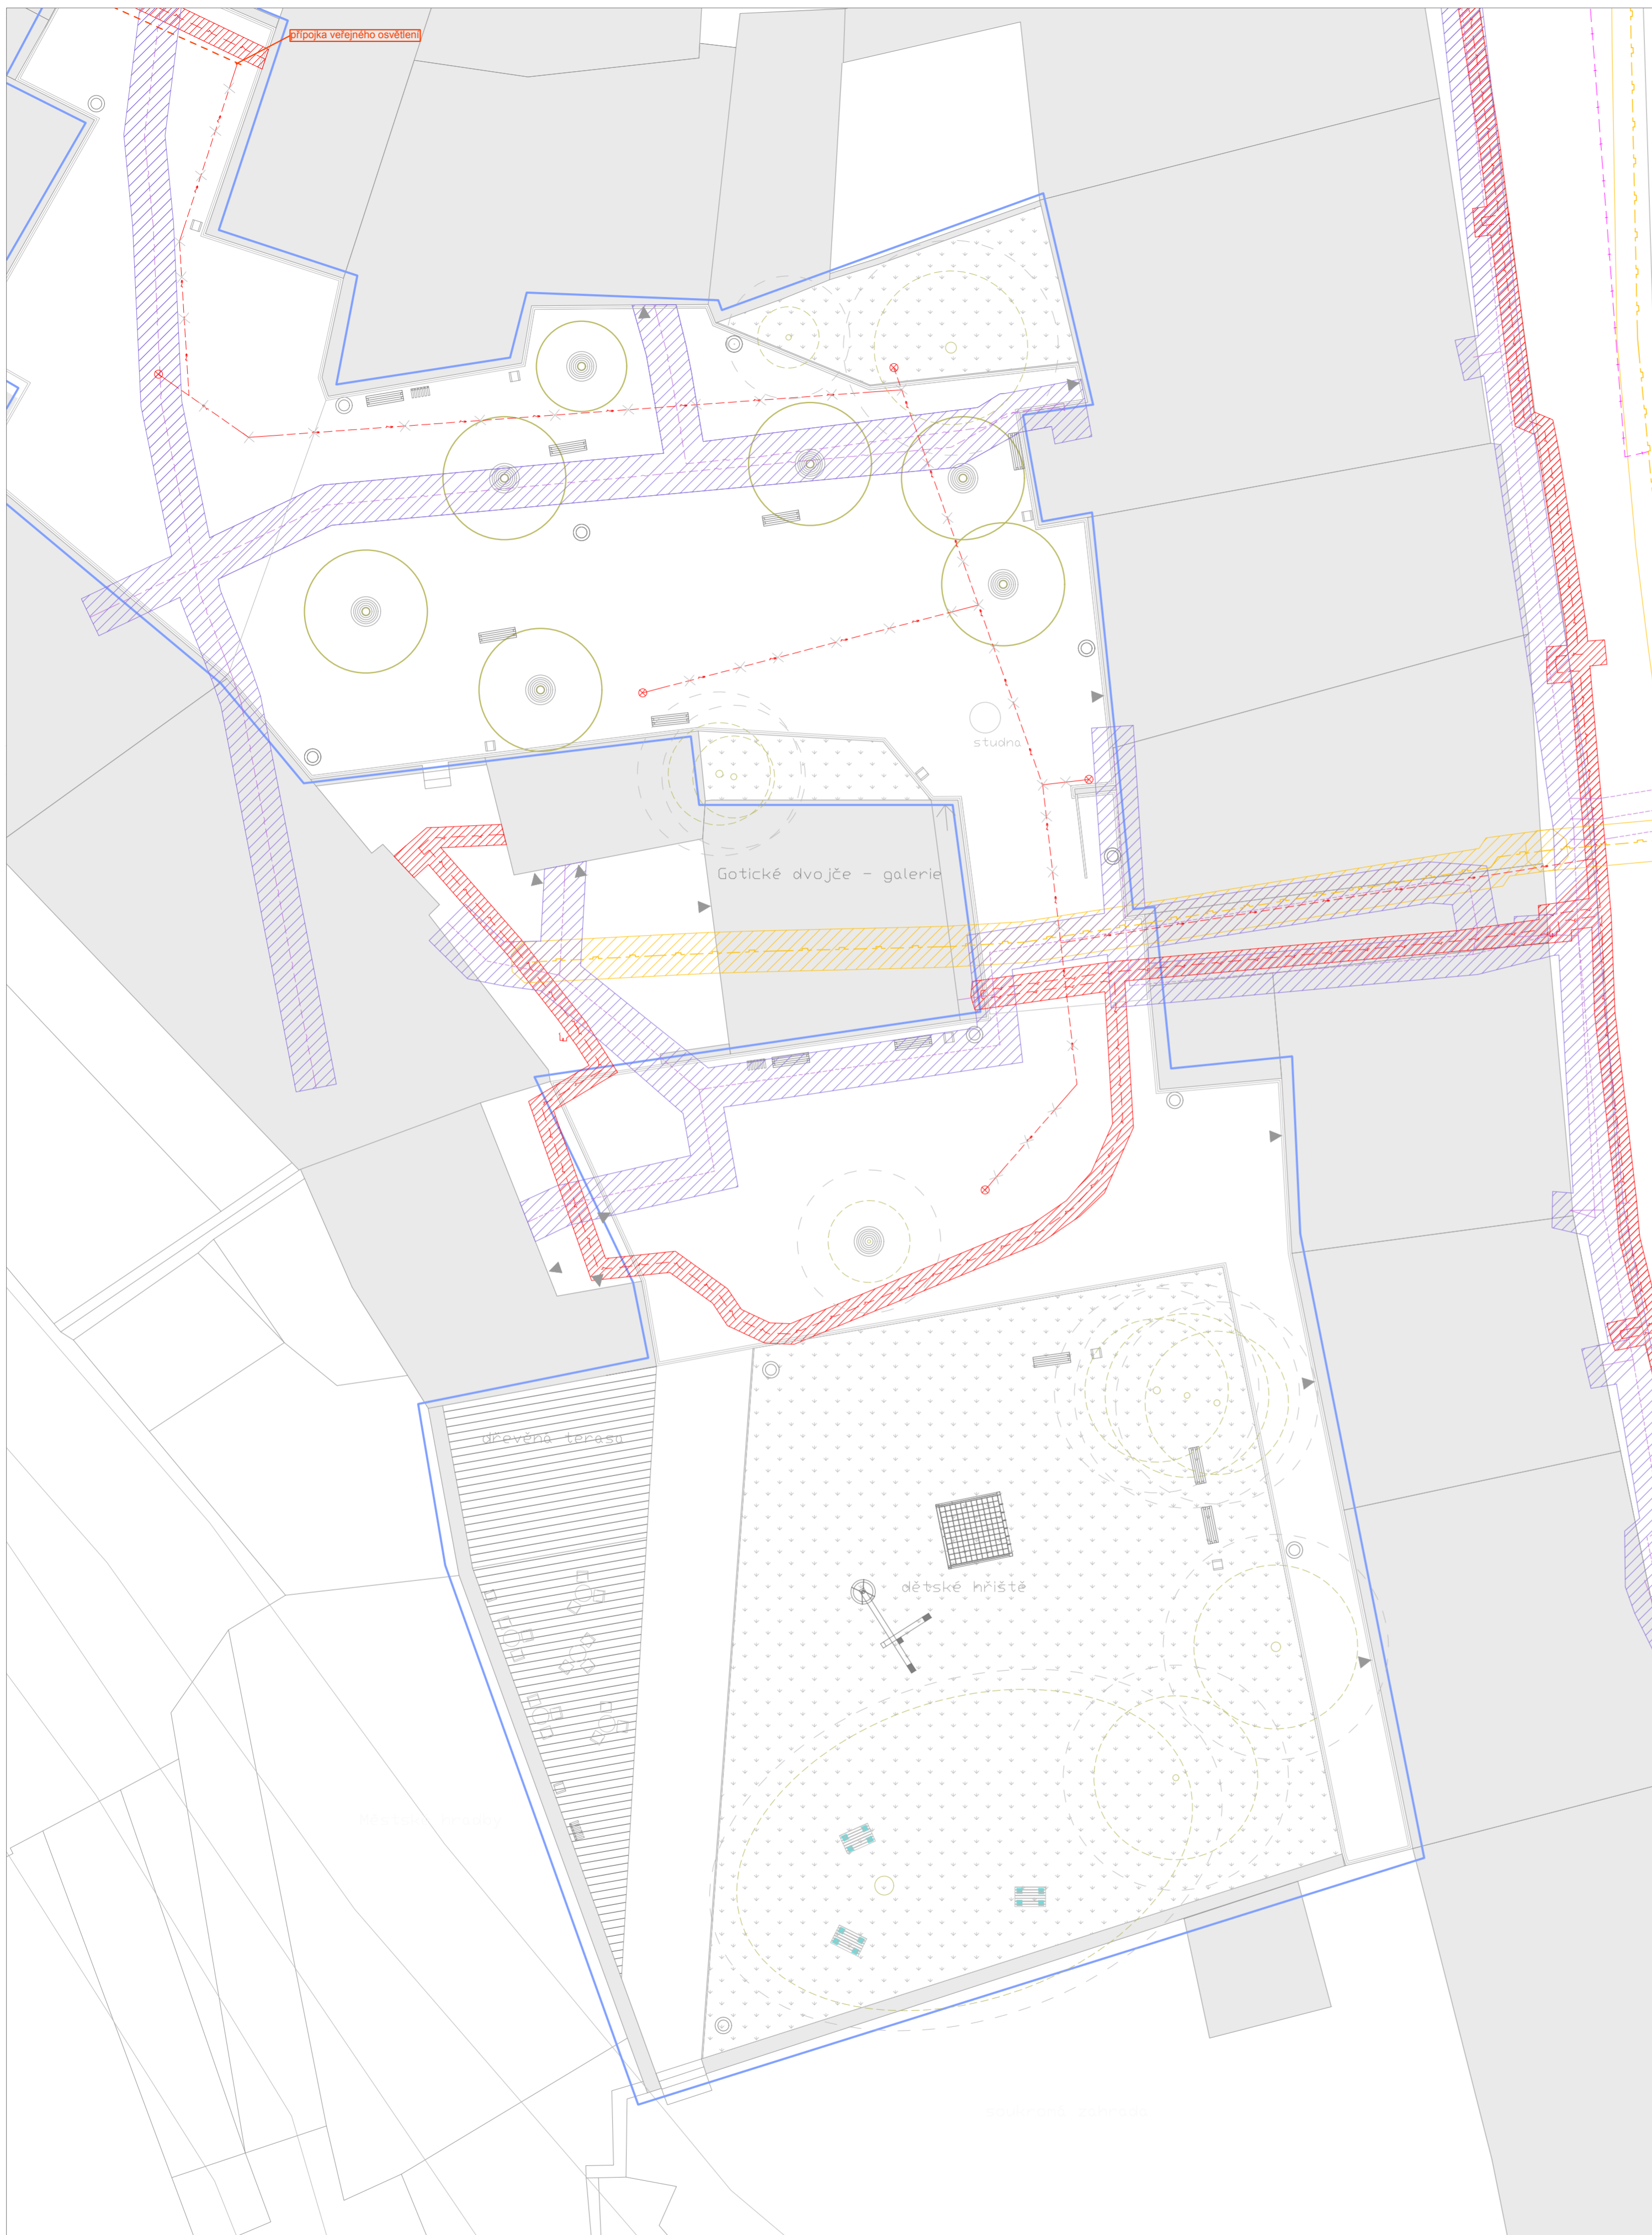 přípojka veřejného osvětlení
studna
Gotické dvojče - galerie
dřevěná terasa
dětské hřiště